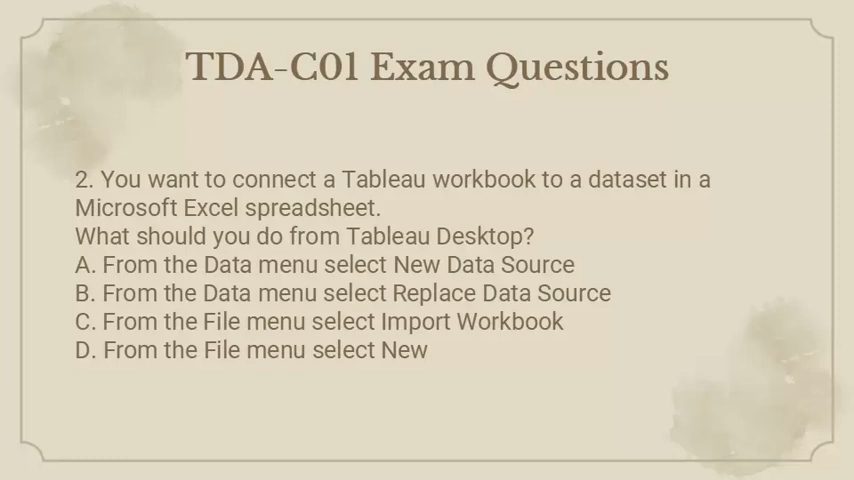 TDA-C01 Exam Questions
2. You want to connect a Tableau workbook to a dataset in a
Microsoft Excel spreadsheet.
What should you do from Tableau Desktop?
A. From the Data menu select New Data Source
B. From the Data menu select Replace Data Source
C. From the File menu select Import Workbook
D. From the File menu select New